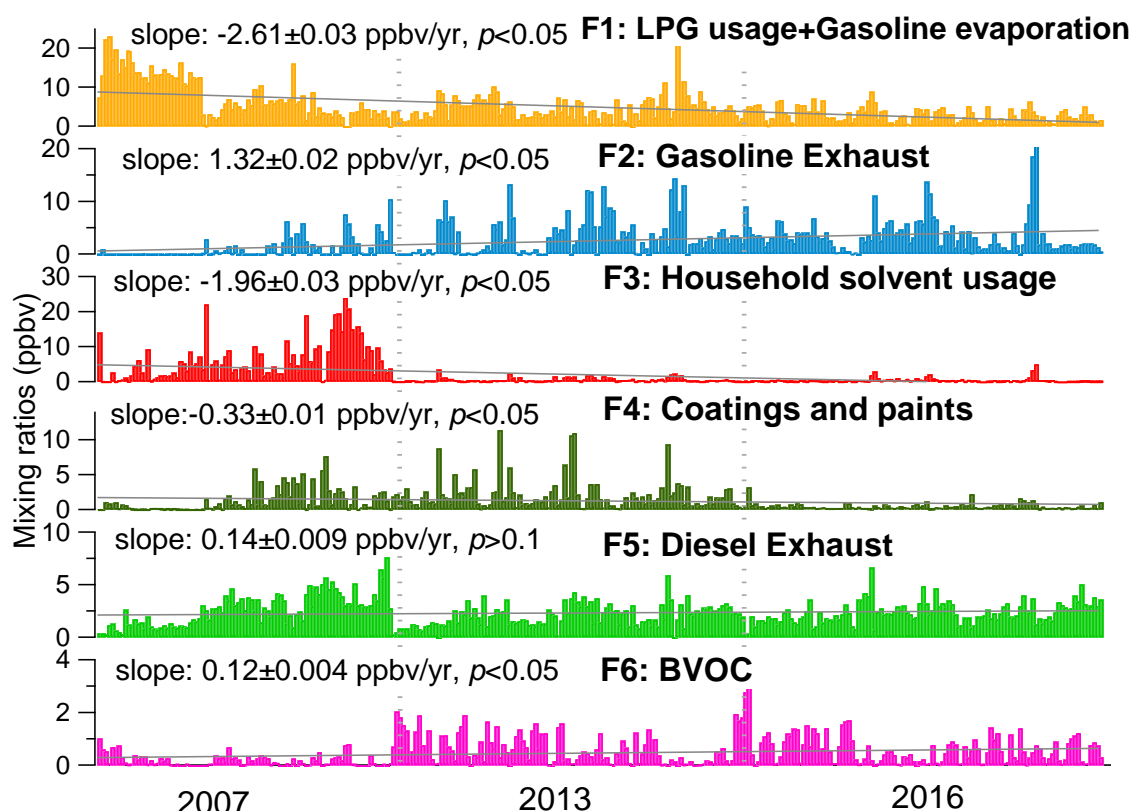 slope: -2.61±0.03 ppbv/yr, p<0.05 F1: LPG usage+Gasoline evaporation
20
10
0
20
slope: 1.32±0.02 ppbv/yr, p<0.05 F2: Gasoline Exhaust
10
0
30
slope: -1.96±0.03 ppbv/yr, p<0.05 F3: Household solvent usage
20
10
0
slope:-0.33±0.01 ppbv/yr, p<0.05 F4: Coatings and paints
10
5
0
10
slope: 0.14±0.009 ppbv/yr, p>0.1 F5: Diesel Exhaust
5
0
4
slope: 0.12±0.004 ppbv/yr, p<0.05 F6: BVOC
2
0
Mixing ratios (ppbv)
2007 2013 2016